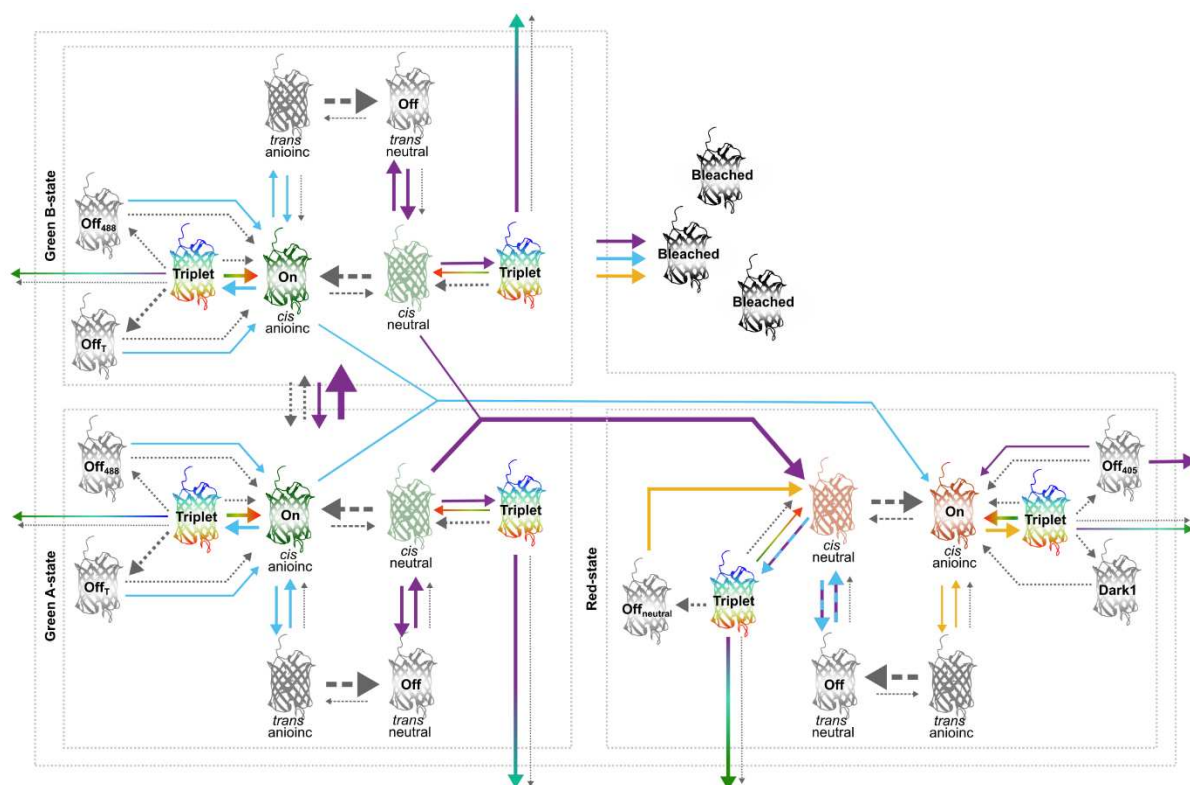 Green B-state
trans
anioinc
Off
trans
neutral
Off488
Triplet
On
cis
anioinc
cis
neutral
Triplet
OffT
Bleached
Bleached
Bleached
Green A-state
Off488
Triplet
On
cis
anioinc
cis
neutral
Triplet
OffT
trans
anioinc
Off
trans
neutral
Red-state
cis
neutral
On
cis
anioinc
Off405
Triplet
Dark1
Offneutral
Triplet
Off
trans
neutral
trans
anioinc